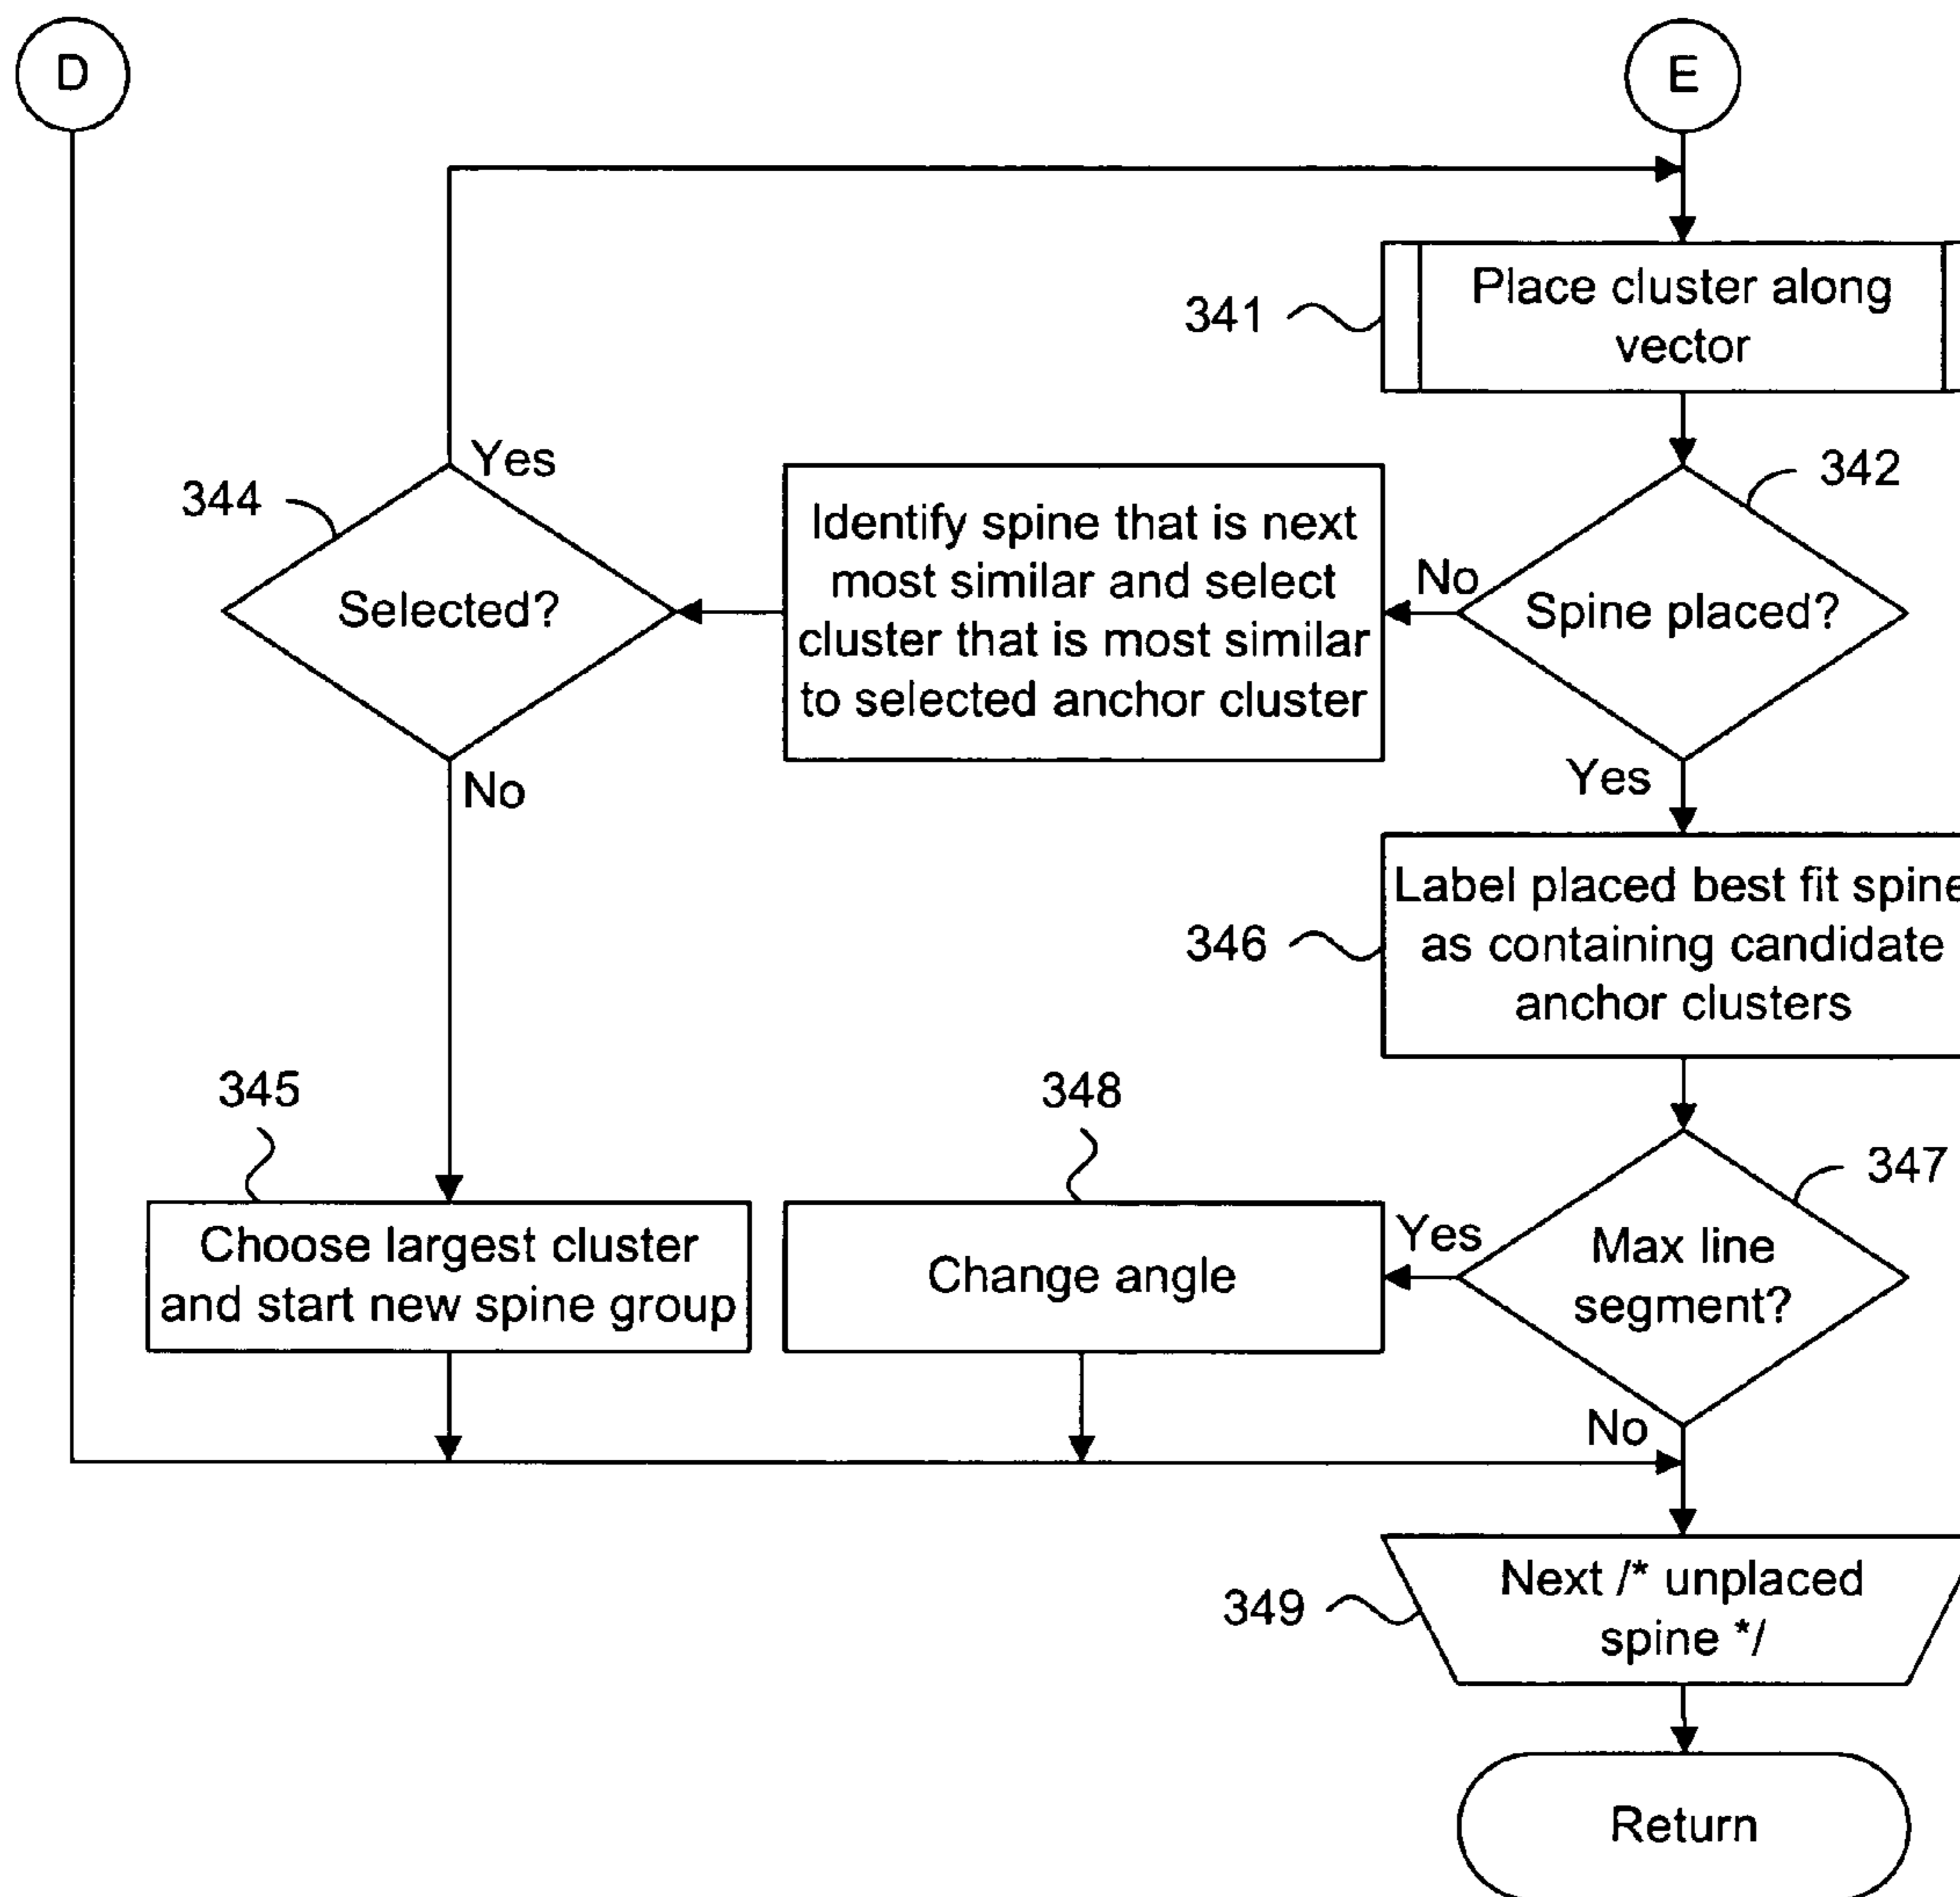 D
E
341
Place cluster along
vector
342
Spine placed?
No
Yes
Identify spine that is next
most similar and select
cluster that is most similar
to selected anchor cluster
344
Selected?
Yes
No
346
Label placed best fit spine
as containing candidate
anchor clusters
345
Choose largest cluster
and start new spine group
348
Change angle
347
Max line
segment?
Yes
No
349
Next /* unplaced
spine */
Return